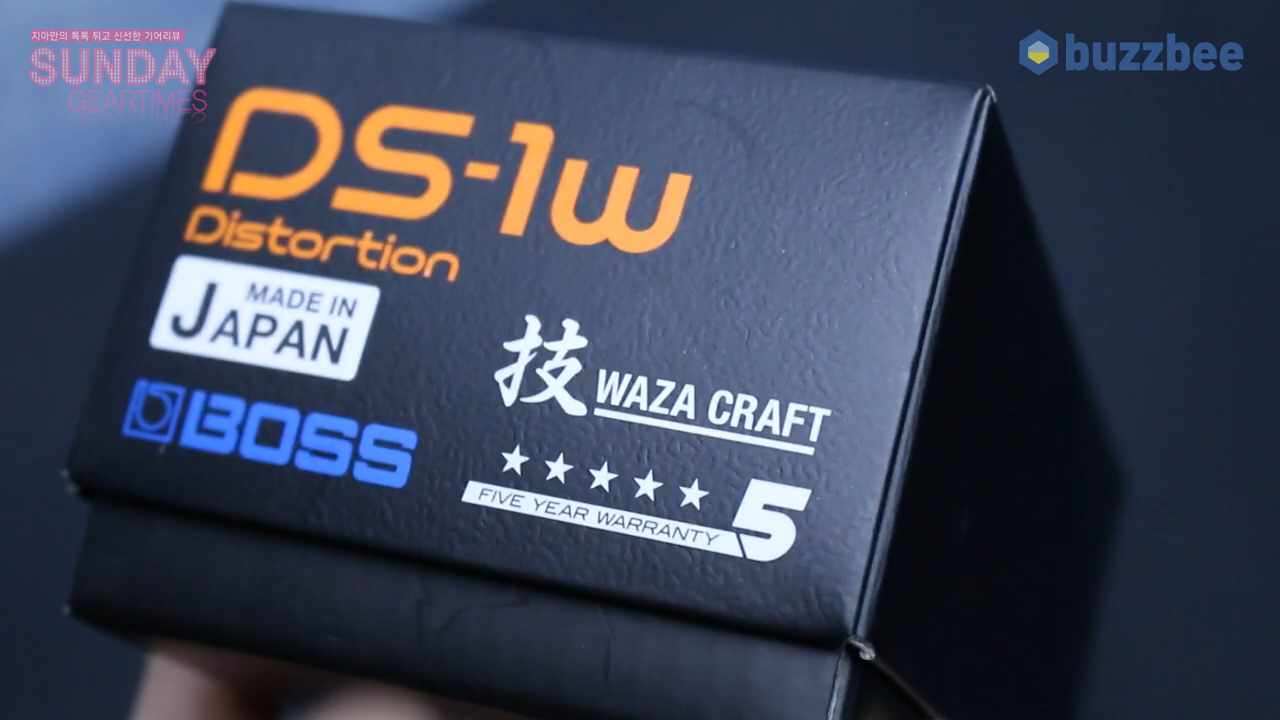 지아만의 톡톡 튀고 신선한 기어리뷰
SUNDAY
GEARTIMES
buzzbee
DS-1w
Distortion
MADE IN
JAPAN
BOSS
技 WAZA CRAFT
FIVE YEAR WARRANTY 5